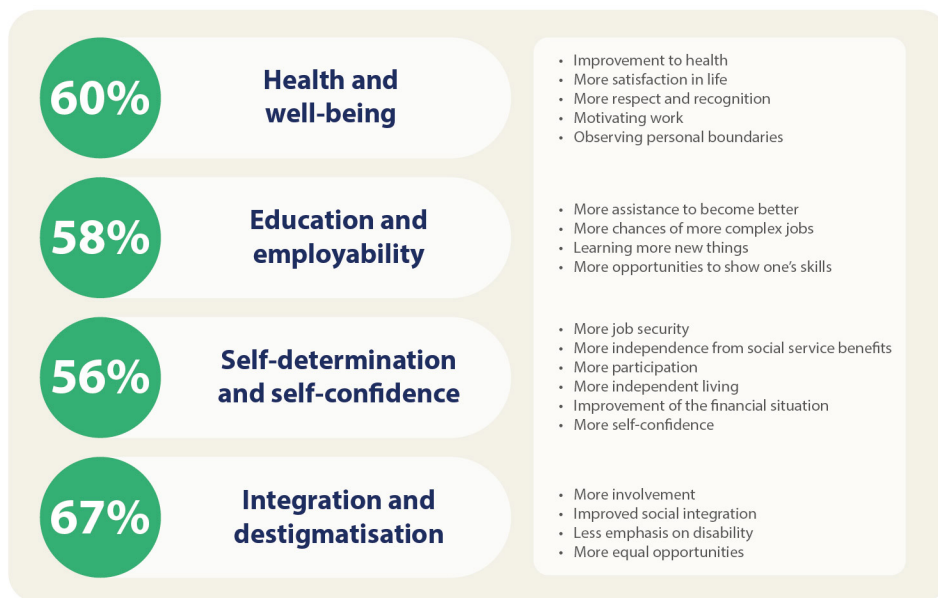 60%
Health and
well-being
• Improvement to health
• More satisfaction in life
• More respect and recognition
• Motivating work
• Observing personal boundaries
58%
Education and
employability
• More assistance to become better
• More chances of more complex jobs
• Learning more new things
• More opportunities to show one's skills
56%
Self-determination
and self-confidence
• More job security
• More independence from social service benefits
• More participation
• More independent living
• Improvement of the financial situation
• More self-confidence
67%
Integration and
destigmatisation
• More involvement
• Improved social integration
• Less emphasis on disability
• More equal opportunities